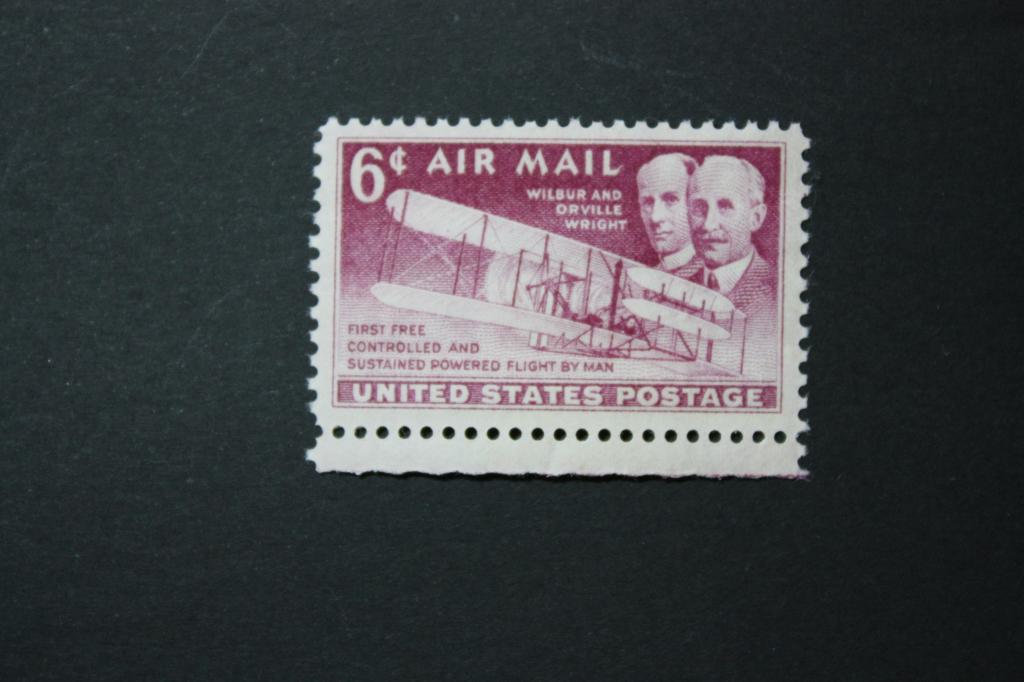 6¢ AIR MAIL
WILBUR AND
ORVILLE
WRIGHT
FIRST FREE
CONTROLLED AND
SUSTAINED POWERED FLIGHT BY MAN
UNITED STATES POSTAGE